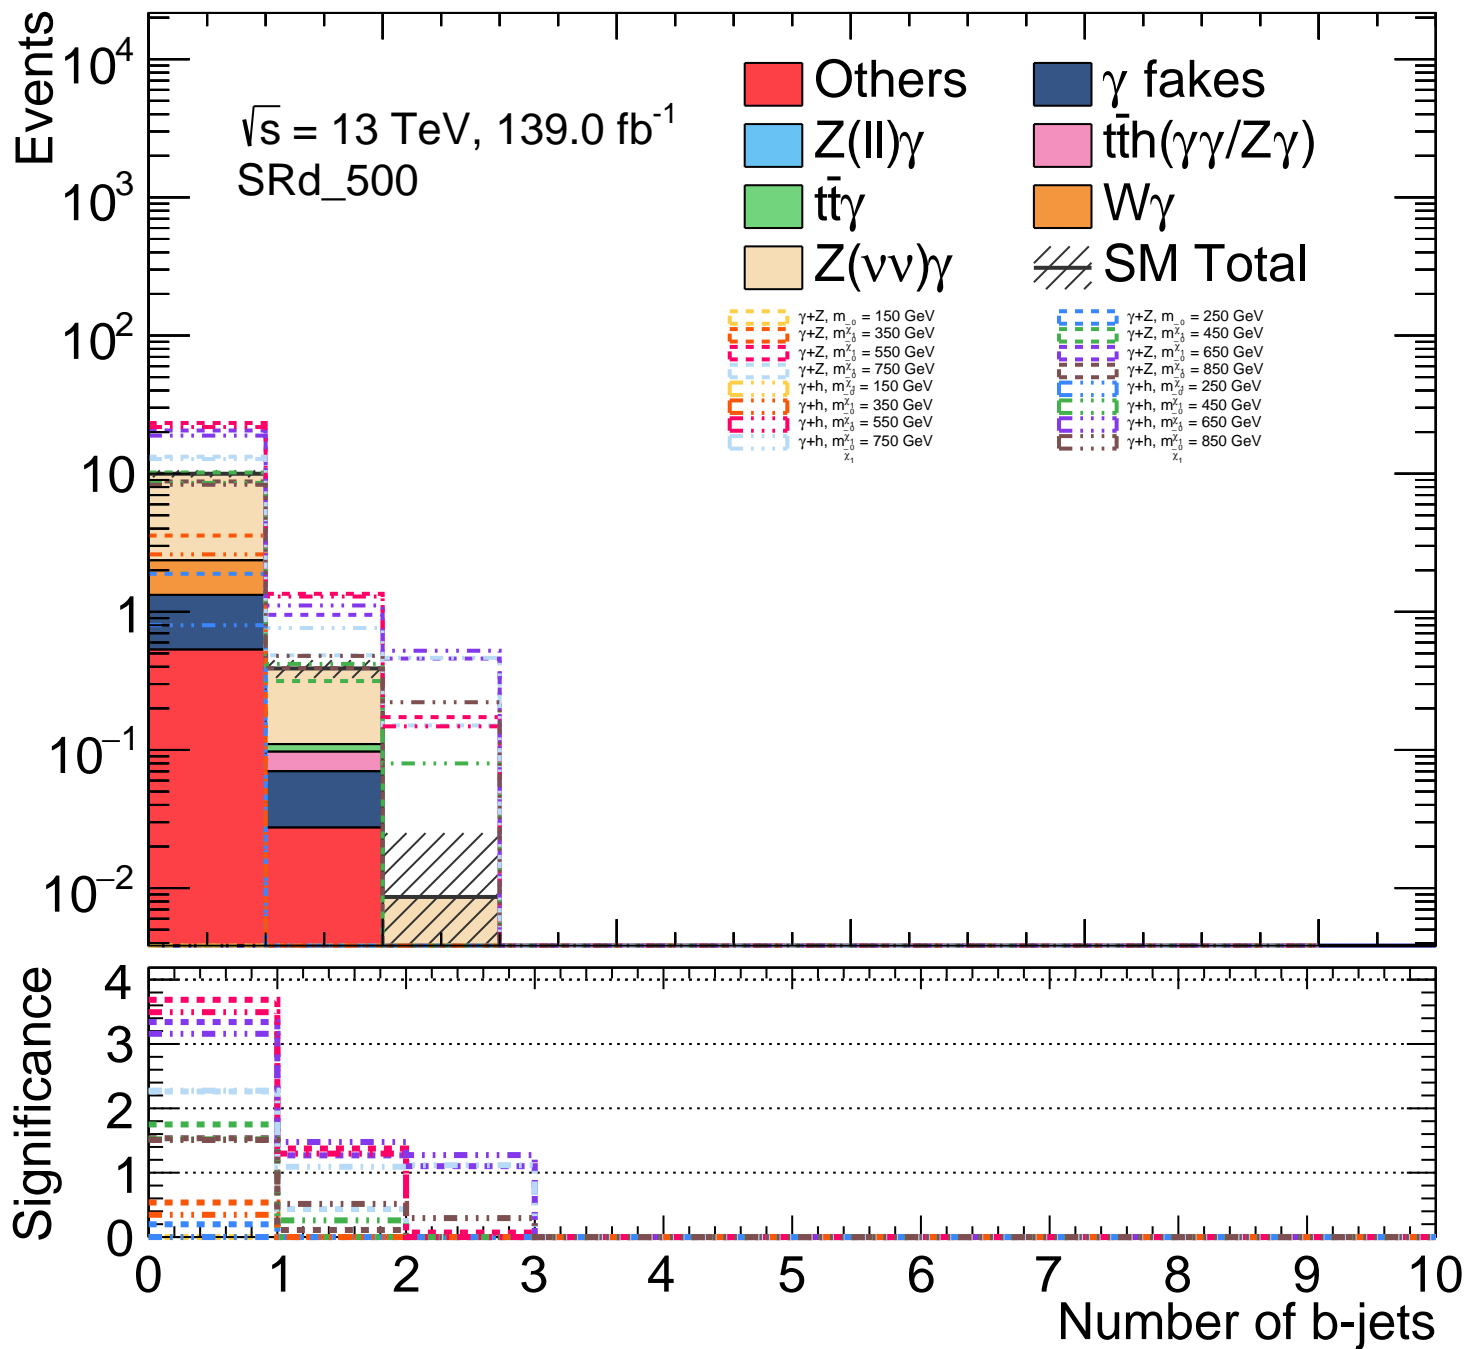 Events
10⁴
10³
10²
10
1
10⁻¹
10⁻²
√s = 13 TeV, 139.0 fb⁻¹
SRd_500
Others
γ fakes
Z(ll)γ
tt̄h(γγ/Zγ)
tt̄γ
Wγ
Z(νν)γ
SM Total
γ+Z, m = 150 GeV
γ+Z, m = 250 GeV
γ+Z, m = 350 GeV
γ+Z, m = 450 GeV
γ+Z, m = 550 GeV
γ+Z, m = 650 GeV
γ+Z, m = 750 GeV
γ+Z, m = 850 GeV
γ+h, m = 150 GeV
γ+h, m = 250 GeV
γ+h, m = 350 GeV
γ+h, m = 450 GeV
γ+h, m = 550 GeV
γ+h, m = 650 GeV
γ+h, m = 750 GeV
γ+h, m = 850 GeV
Significance
4
3
2
1
0
0 1 2 3 4 5 6 7 8 9 10
Number of b-jets